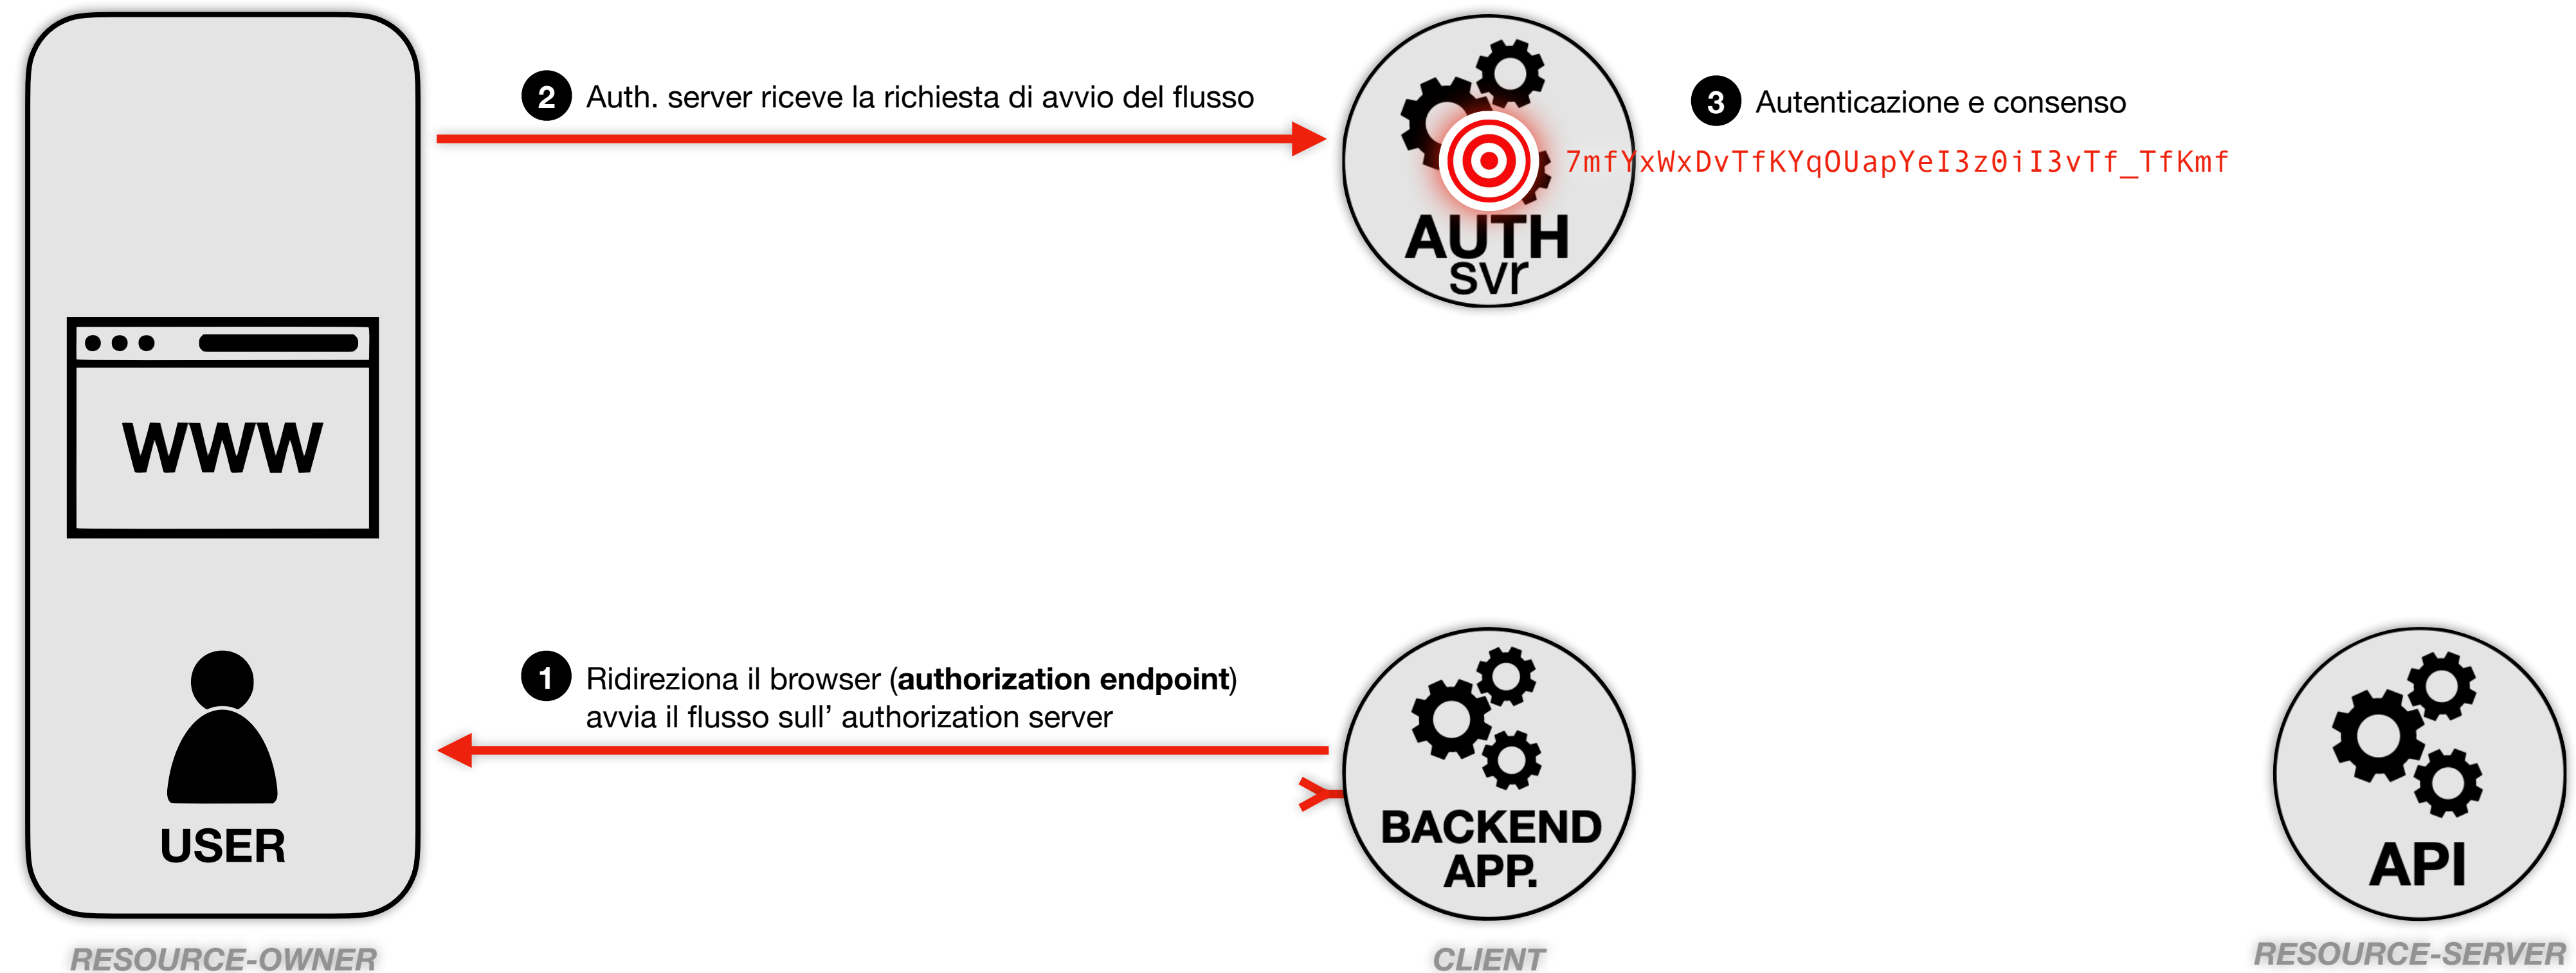 2 Auth. server riceve la richiesta di avvio del flusso
3 Autenticazione e consenso
7mfYxWxDvTfKYqOUapYeI3z0iI3vTf_TfKmf
AUTH
svr
WWW
1 Ridireziona il browser (authorization endpoint)
avvia il flusso sull’ authorization server
USER
BACKEND
APP.
API
RESOURCE-OWNER
CLIENT
RESOURCE-SERVER